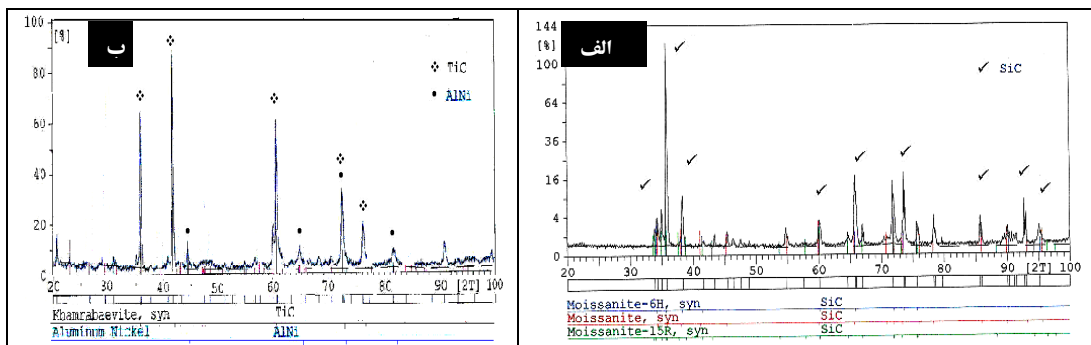 ب
[%]
100
80
60
40
20
0
TiC
AlNi
20 30 40 50 60 70 80 90 [2T] 100
Khamrabaevite, syn TiC
Aluminum Nickel AlNi
الف
144
[%]
100
64
36
16
4
0
SiC
20 30 40 50 60 70 80 90 [2T] 100
Moissanite-6H, syn SiC
Moissanite, syn SiC
Moissanite-15R, syn SiC